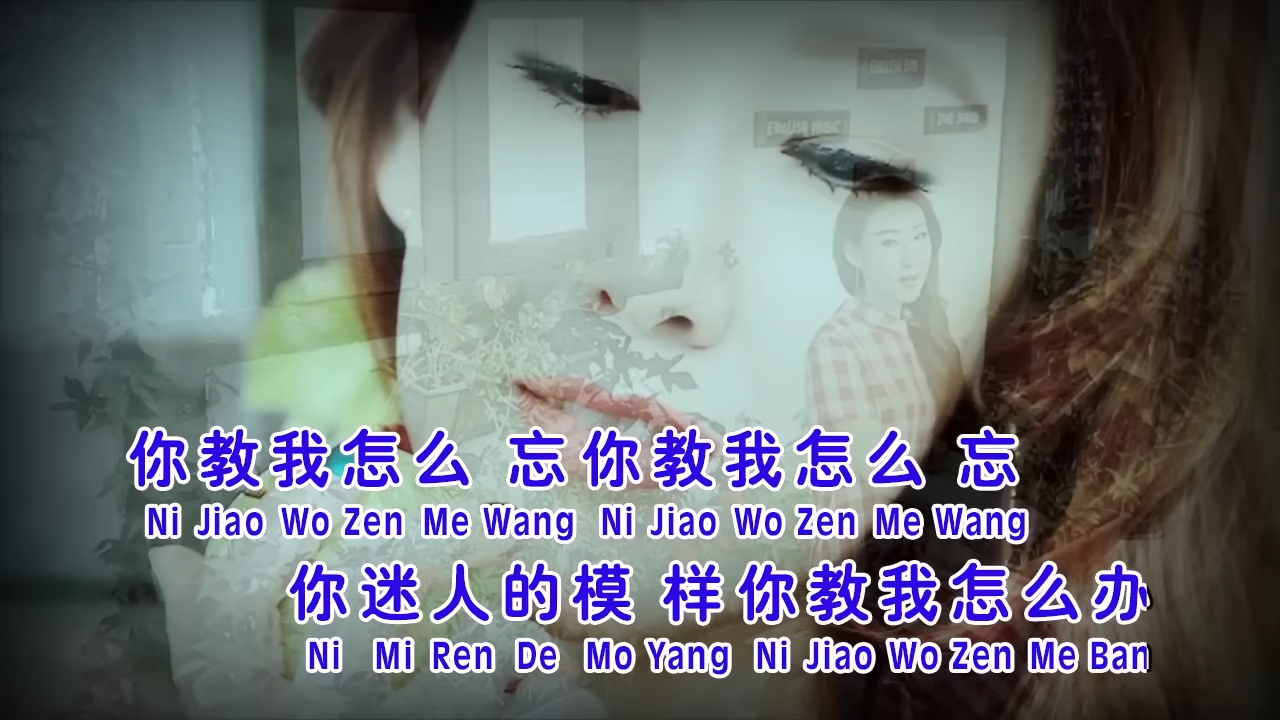 你教我怎么 忘你教我怎么 忘
Ni Jiao Wo Zen Me Wang Ni Jiao Wo Zen Me Wang
你迷人的模 样你教我怎么办
Ni Mi Ren De Mo Yang Ni Jiao Wo Zen Me Ban